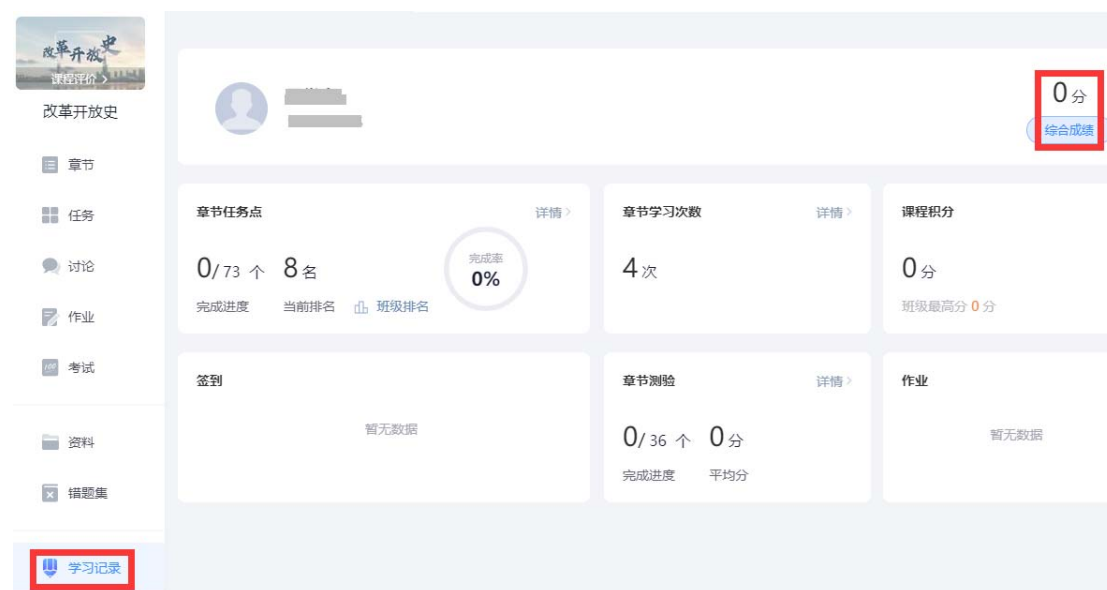 改革开放史
课程评价 >
改革开放史
章节
任务
讨论
作业
考试
资料
错题集
学习记录
0 分
综合成绩
章节任务点 详情 >
0/ 73 个 8 名
完成进度 当前排名 班级排名
完成率
0%
章节学习次数 详情 >
4 次
课程积分
0 分
班级最高分 0 分
签到
暂无数据
章节测验 详情 >
0/ 36 个 0 分
完成进度 平均分
作业
暂无数据